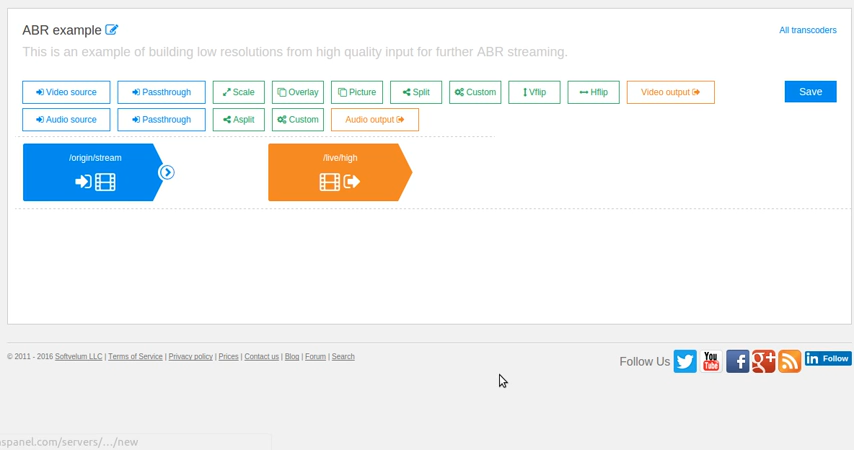 ABR example
All transcoders
This is an example of building low resolutions from high quality input for further ABR streaming.
Video source Passthrough Scale Overlay Picture Split Custom Vflip Hflip Video output Save
Audio source Passthrough Asplit Custom Audio output
/origin/stream /live/high
© 2011 - 2016 Softvelum LLC | Terms of Service | Privacy policy | Prices | Contact us | Blog | Forum | Search
Follow Us You Tube f g+ in Follow
spanel.com/servers/.../new